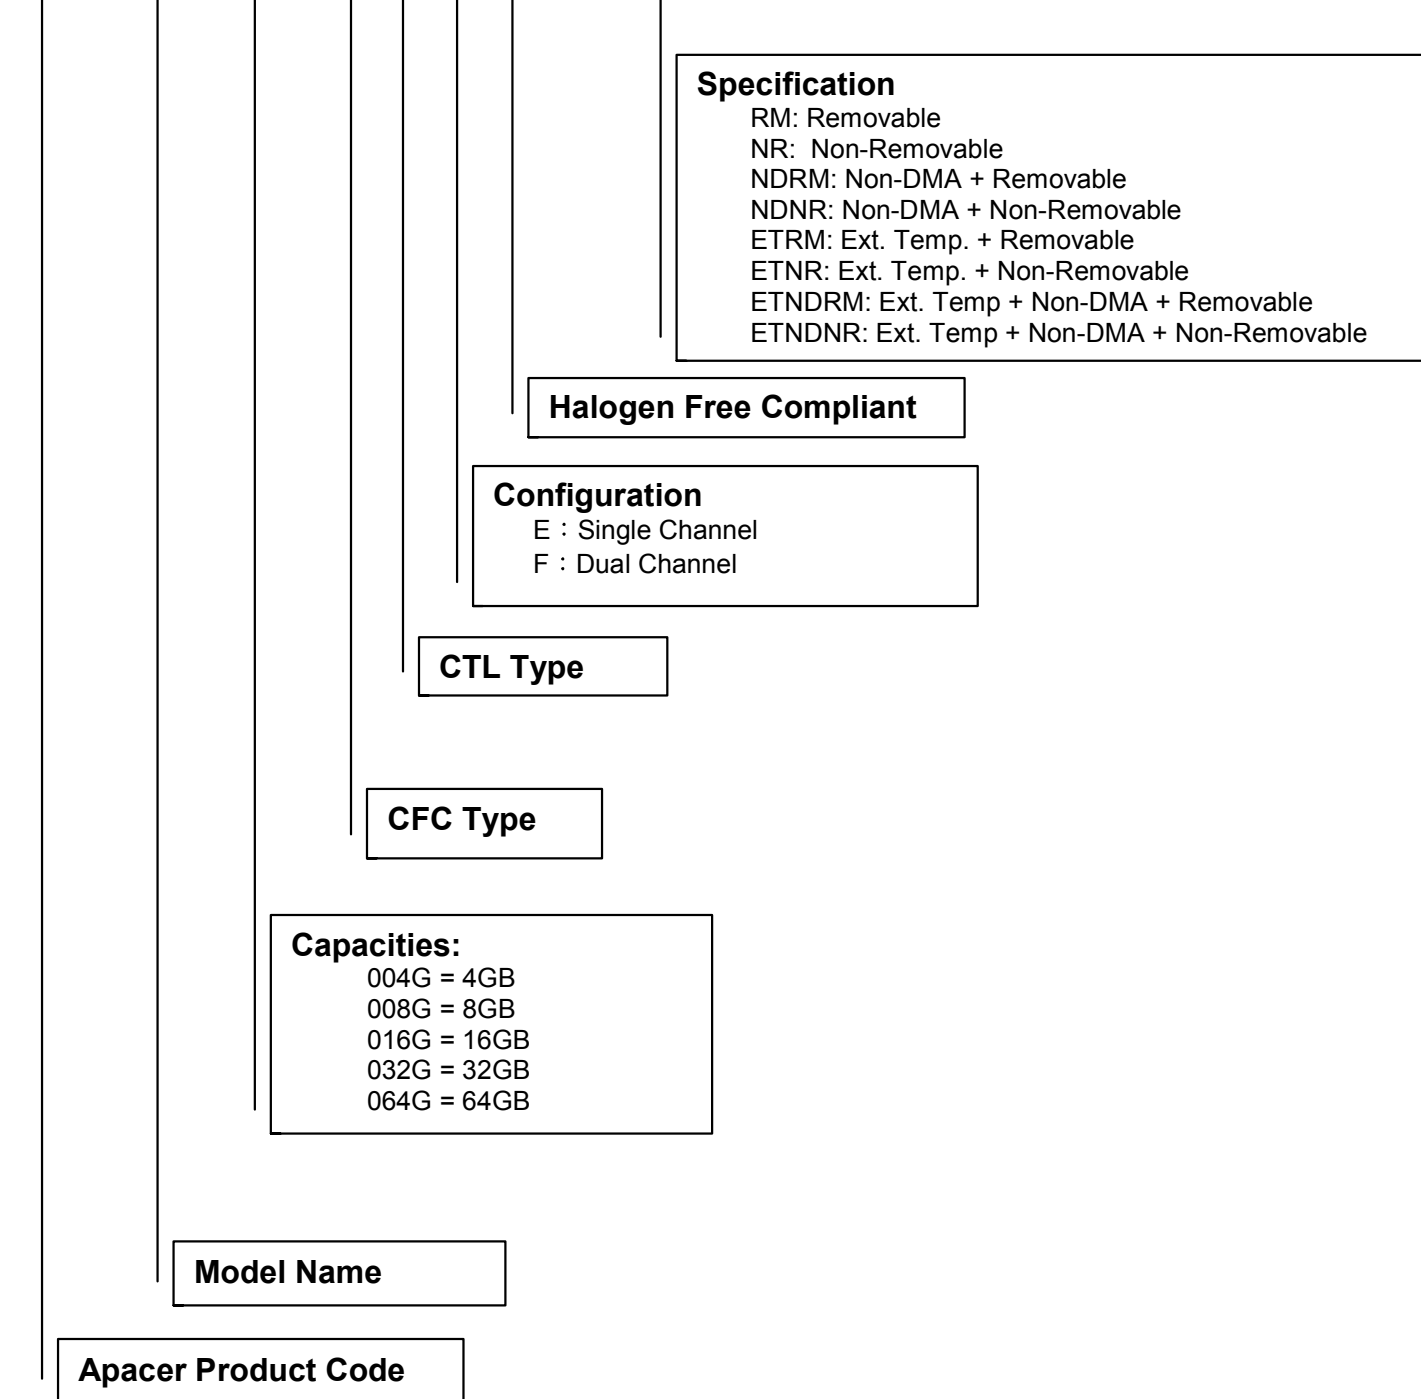 Specification
RM: Removable
NR: Non-Removable
NDRM: Non-DMA + Removable
NDNR: Non-DMA + Non-Removable
ETRM: Ext. Temp. + Removable
ETNR: Ext. Temp. + Non-Removable
ETNDRM: Ext. Temp + Non-DMA + Removable
ETNDNR: Ext. Temp + Non-DMA + Non-Removable
Halogen Free Compliant
Configuration
E：Single Channel
F：Dual Channel
CTL Type
CFC Type
Capacities:
004G = 4GB
008G = 8GB
016G = 16GB
032G = 32GB
064G = 64GB
Model Name
Apacer Product Code